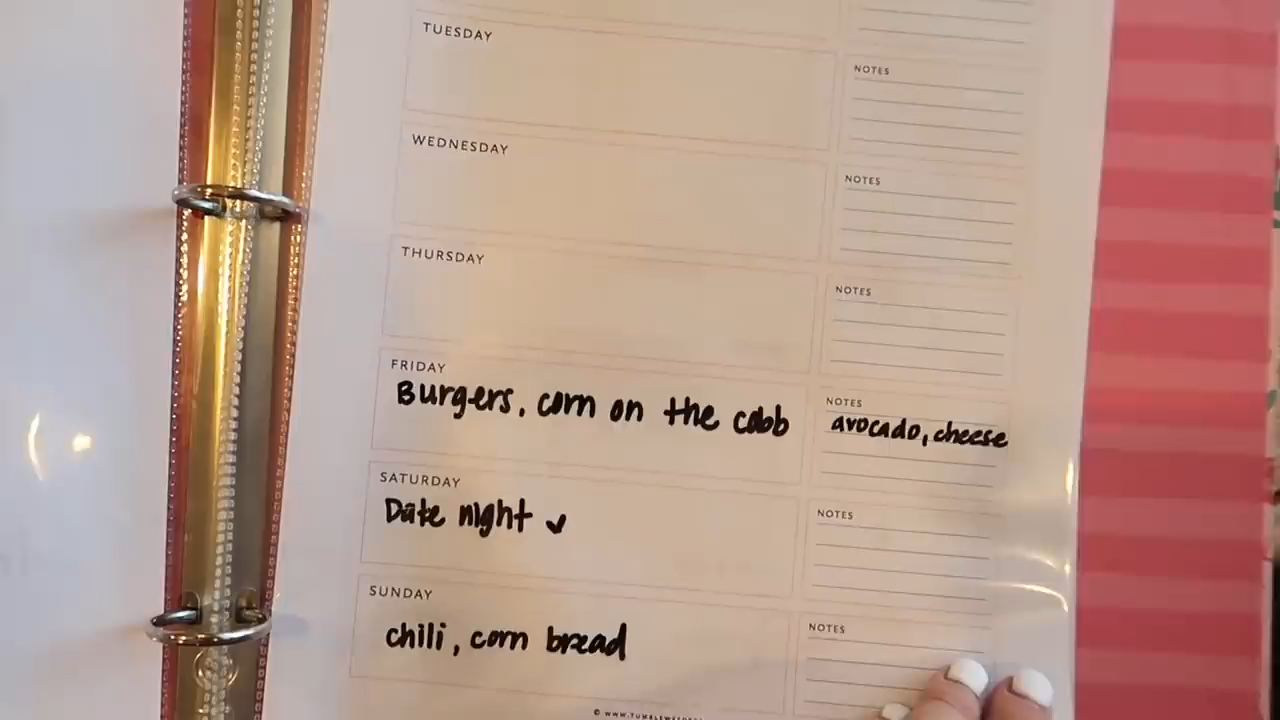 TUESDAY
NOTES
WEDNESDAY
NOTES
THURSDAY
NOTES
FRIDAY
Burgers, corn on the cobb
NOTES
avocado, cheese
SATURDAY
Date night
NOTES
SUNDAY
chili, corn bread
NOTES
©